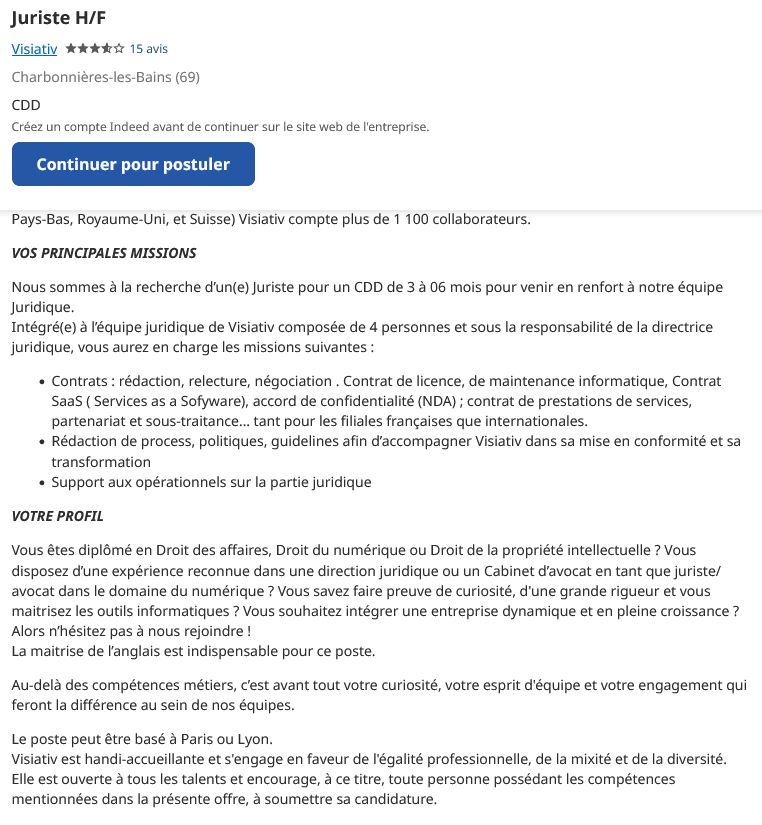 Juriste H/F
Visiativ 15 avis
Charbonnières-les-Bains (69)
CDD
Créez un compte Indeed avant de continuer sur le site web de l'entreprise.
Continuer pour postuler
Pays-Bas, Royaume-Uni, et Suisse) Visiativ compte plus de 1 100 collaborateurs.
VOS PRINCIPALES MISSIONS
Nous sommes à la recherche d’un(e) Juriste pour un CDD de 3 à 06 mois pour venir en renfort à notre équipe
Juridique.
Intégré(e) à l’équipe juridique de Visiativ composée de 4 personnes et sous la responsabilité de la directrice
juridique, vous aurez en charge les missions suivantes :
• Contrats : rédaction, relecture, négociation . Contrat de licence, de maintenance informatique, Contrat
SaaS ( Services as a Sofyware), accord de confidentialité (NDA) ; contrat de prestations de services,
partenariat et sous-traitance... tant pour les filiales françaises que internationales.
• Rédaction de process, politiques, guidelines afin d’accompagner Visiativ dans sa mise en conformité et sa
transformation
• Support aux opérationnels sur la partie juridique
VOTRE PROFIL
Vous êtes diplômé en Droit des affaires, Droit du numérique ou Droit de la propriété intellectuelle ? Vous
disposez d’une expérience reconnue dans une direction juridique ou un Cabinet d’avocat en tant que juriste/
avocat dans le domaine du numérique ? Vous savez faire preuve de curiosité, d'une grande rigueur et vous
maitrisez les outils informatiques ? Vous souhaitez intégrer une entreprise dynamique et en pleine croissance ?
Alors n’hésitez pas à nous rejoindre !
La maitrise de l’anglais est indispensable pour ce poste.
Au-delà des compétences métiers, c’est avant tout votre curiosité, votre esprit d'équipe et votre engagement qui
feront la différence au sein de nos équipes.
Le poste peut être basé à Paris ou Lyon.
Visiativ est handi-accueillante et s'engage en faveur de l'égalité professionnelle, de la mixité et de la diversité.
Elle est ouverte à tous les talents et encourage, à ce titre, toute personne possédant les compétences
mentionnées dans la présente offre, à soumettre sa candidature.